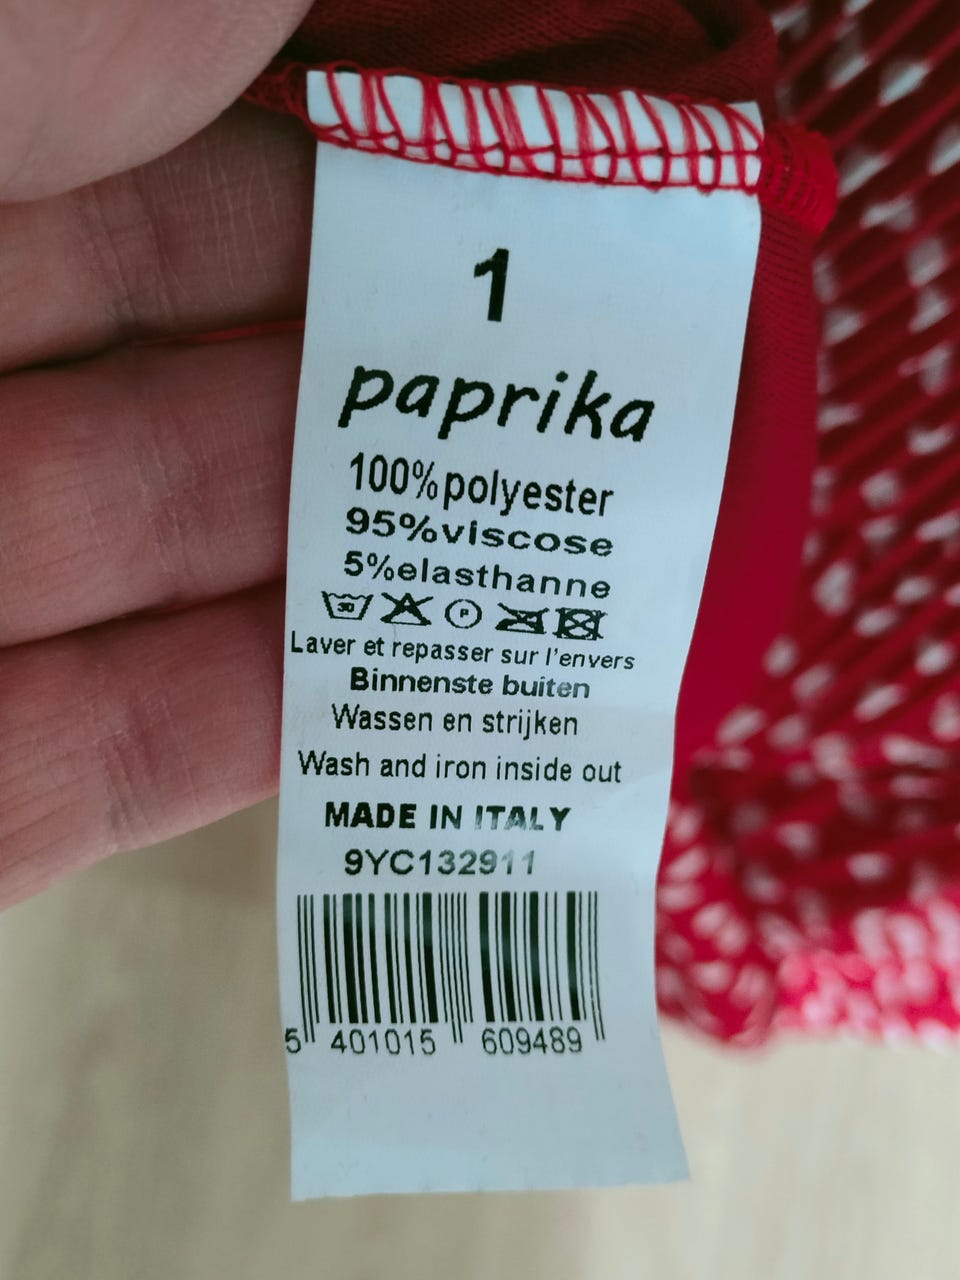 1
paprika
100%polyester
95%viscose
5%elasthanne
30 P
Laver et repasser sur l'envers
Binnenste buiten
Wassen en strijken
Wash and iron inside out
MADE IN ITALY
9YC132911
5 401015 609489